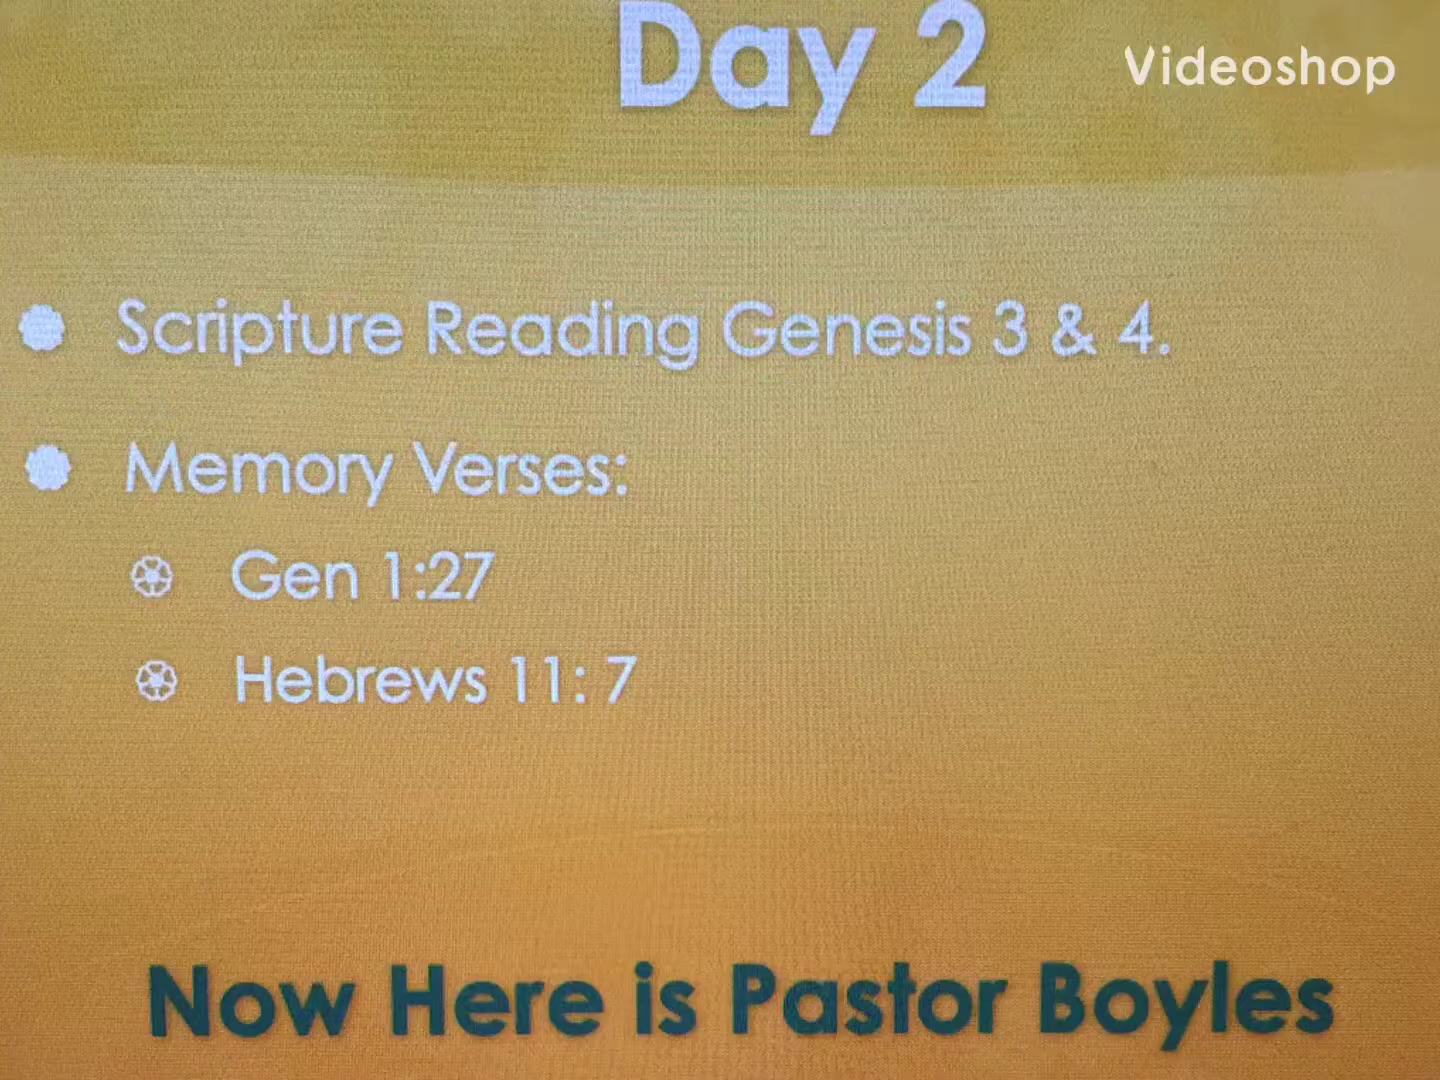 Day 2
Videoshop
Scripture Reading Genesis 3 & 4.
Memory Verses:
Gen 1:27
Hebrews 11: 7
Now Here is Pastor Boyles